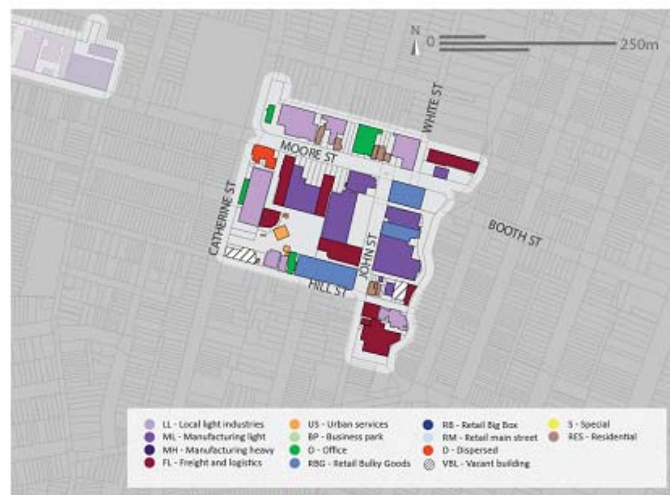 N
0
250m
WHITE ST
MOORE ST
CATHERINE ST
BOOTH ST
JOHN ST
HILL ST
LL - Local light industries
ML - Manufacturing light
MH - Manufacturing heavy
FL - Freight and logistics
US - Urban services
BP - Business park
O - Office
RBG - Retail Bulky Goods
RB - Retail Big Box
RM - Retail main street
D - Dispersed
VBL - Vacant building
S - Special
RES - Residential